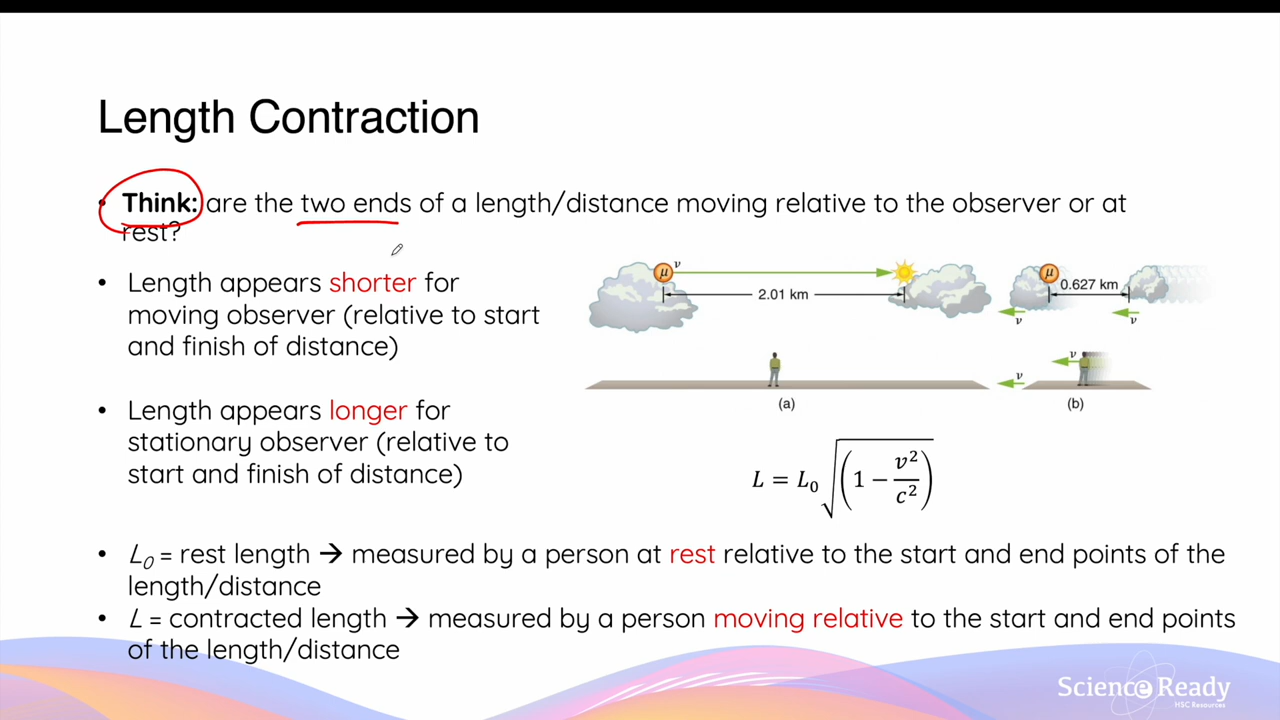 Length Contraction
• Think: are the two ends of a length/distance moving relative to the observer or at
rest?
• Length appears shorter for
moving observer (relative to start
and finish of distance)
• Length appears longer for
stationary observer (relative to
start and finish of distance)
μ v
2.01 km
(a)
μ
0.627 km
v v
v
v
(b)
L = L₀ √(1 − v²/c²)
• L₀ = rest length → measured by a person at rest relative to the start and end points of the
length/distance
• L = contracted length → measured by a person moving relative to the start and end points
of the length/distance
Science Ready
HSC Resources